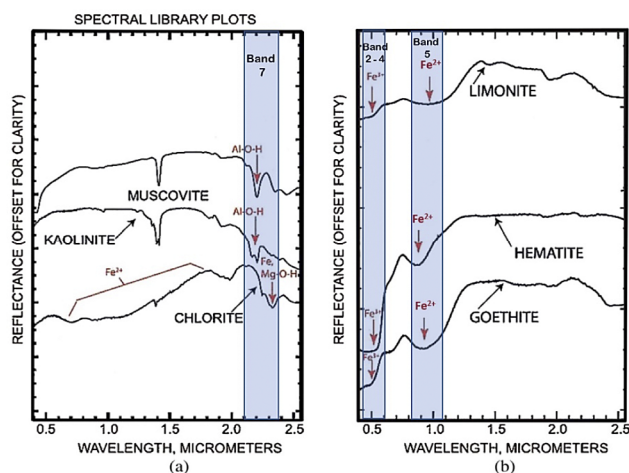 SPECTRAL LIBRARY PLOTS
(a)
(b)
REFLECTANCE (OFFSET FOR CLARITY)
Band
7
Al-O-H
MUSCOVITE
KAOLINITE
Al-O-H
Fe,
Mg-O-H
Fe²⁺
CHLORITE
0.5 1.0 1.5 2.0 2.5
WAVELENGTH, MICROMETERS
(a)
REFLECTANCE (OFFSET FOR CLARITY)
Band
2-4
Band
5
Fe³⁺
Fe²⁺
LIMONITE
Fe²⁺
HEMATITE
Fe³⁺
Fe²⁺
GOETHITE
Fe³⁺
0.5 1.0 1.5 2.0 2.5
WAVELENGTH, MICROMETERS
(b)